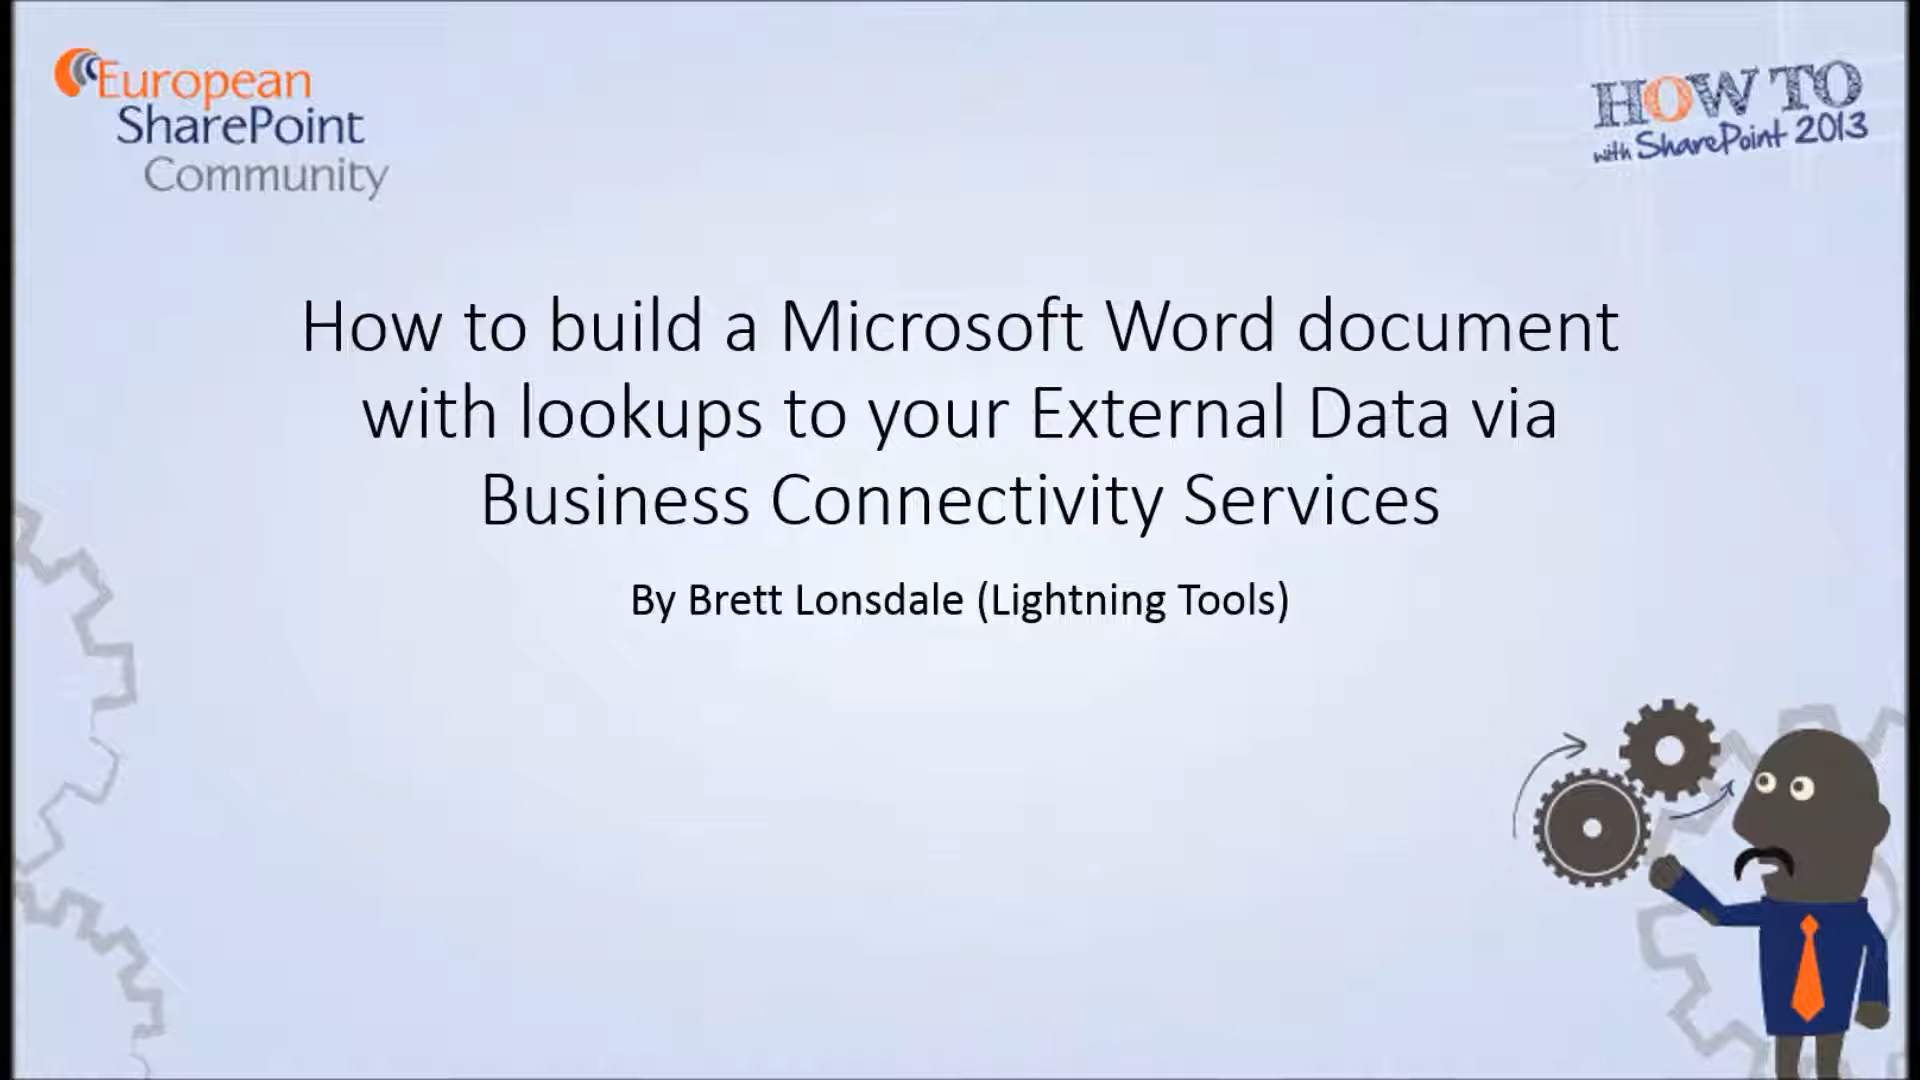 European
SharePoint
Community
HOW TO
with SharePoint 2013
How to build a Microsoft Word document
with lookups to your External Data via
Business Connectivity Services
By Brett Lonsdale (Lightning Tools)